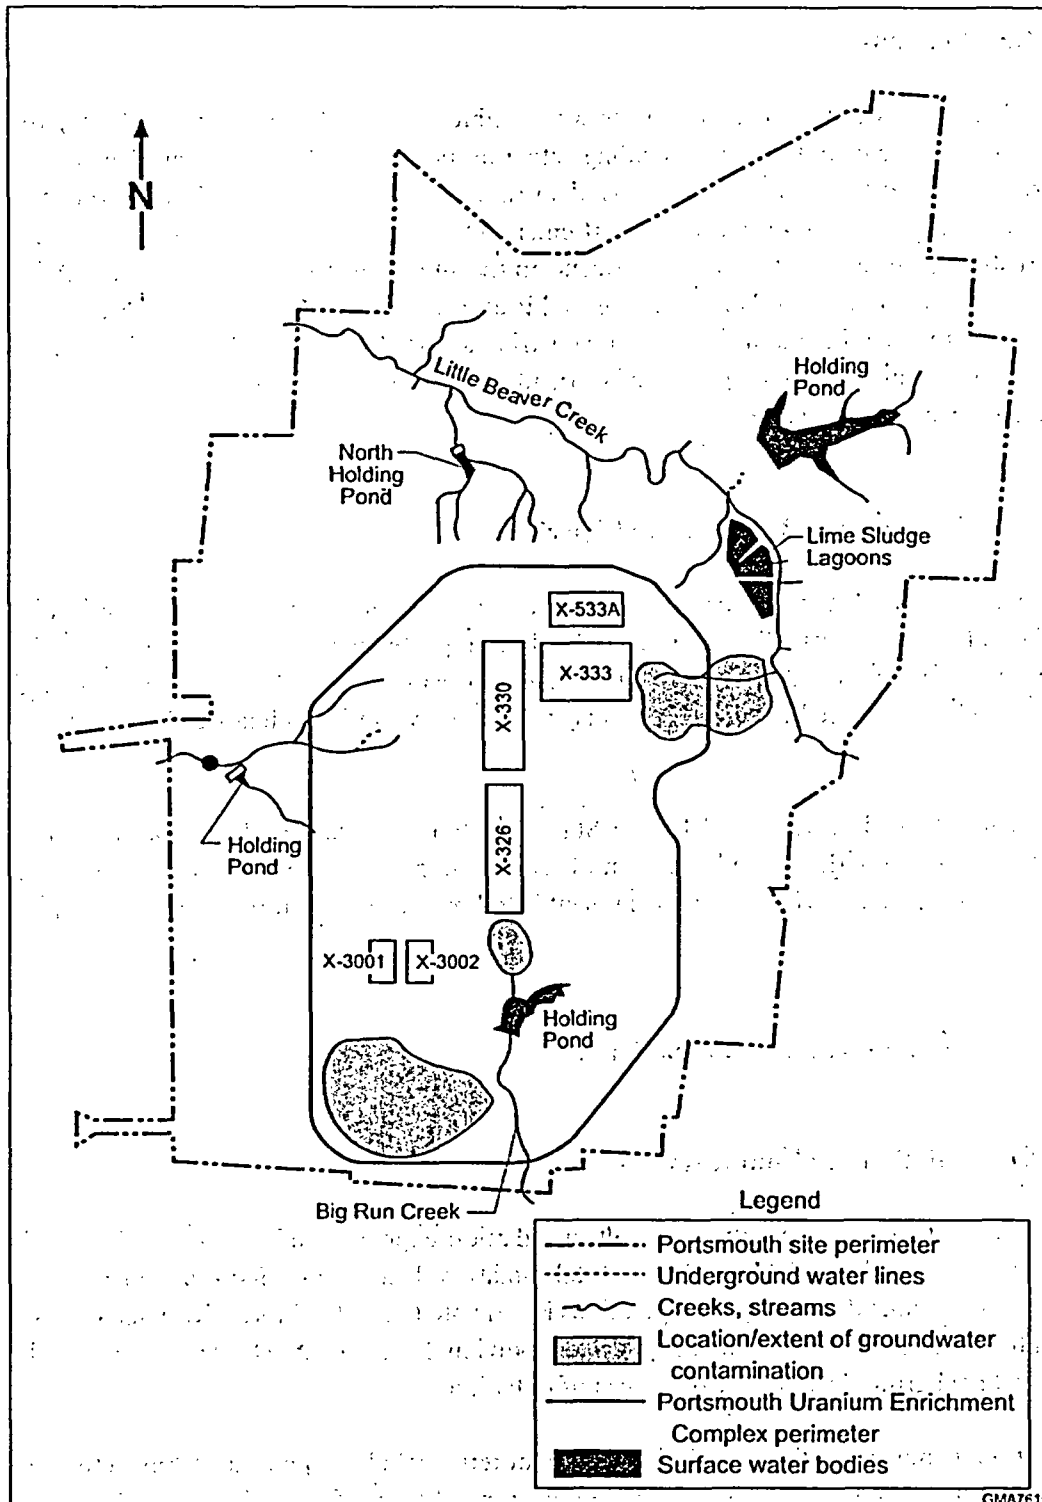 N
Holding
Pond
Little Beaver Creek
North
Holding
Pond
Lime Sludge
Lagoons
X-533A
X-333
X-330
X-326
Holding
Pond
X-3001
X-3002
Holding
Pond
Big Run Creek
Legend
Portsmouth site perimeter
Underground water lines
Creeks, streams
Location/extent of groundwater
contamination
Portsmouth Uranium Enrichment
Complex perimeter
Surface water bodies
GMA761